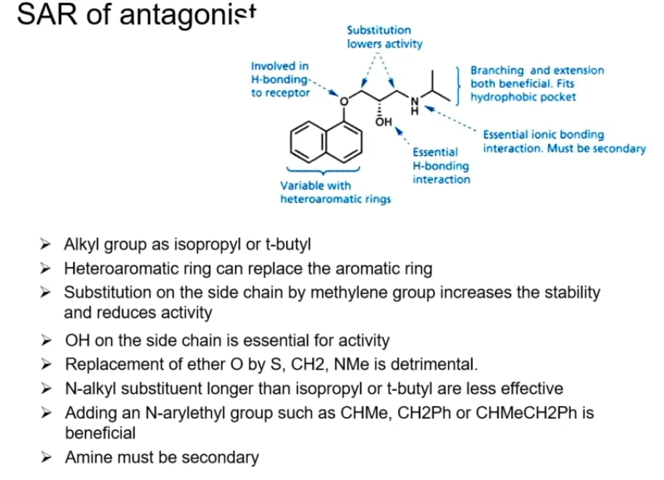 SAR of antagonist
Substitution
lowers activity
Involved in
H-bonding
to receptor
Branching and extension
both beneficial. Fits
hydrophobic pocket
O
N
H
OH
Essential ionic bonding
interaction. Must be secondary
Essential
H-bonding
interaction
Variable with
heteroaromatic rings
➤ Alkyl group as isopropyl or t-butyl
➤ Heteroaromatic ring can replace the aromatic ring
➤ Substitution on the side chain by methylene group increases the stability
and reduces activity
➤ OH on the side chain is essential for activity
➤ Replacement of ether O by S, CH2, NMe is detrimental.
➤ N-alkyl substituent longer than isopropyl or t-butyl are less effective
➤ Adding an N-arylethyl group such as CHMe, CH2Ph or CHMeCH2Ph is
beneficial
➤ Amine must be secondary